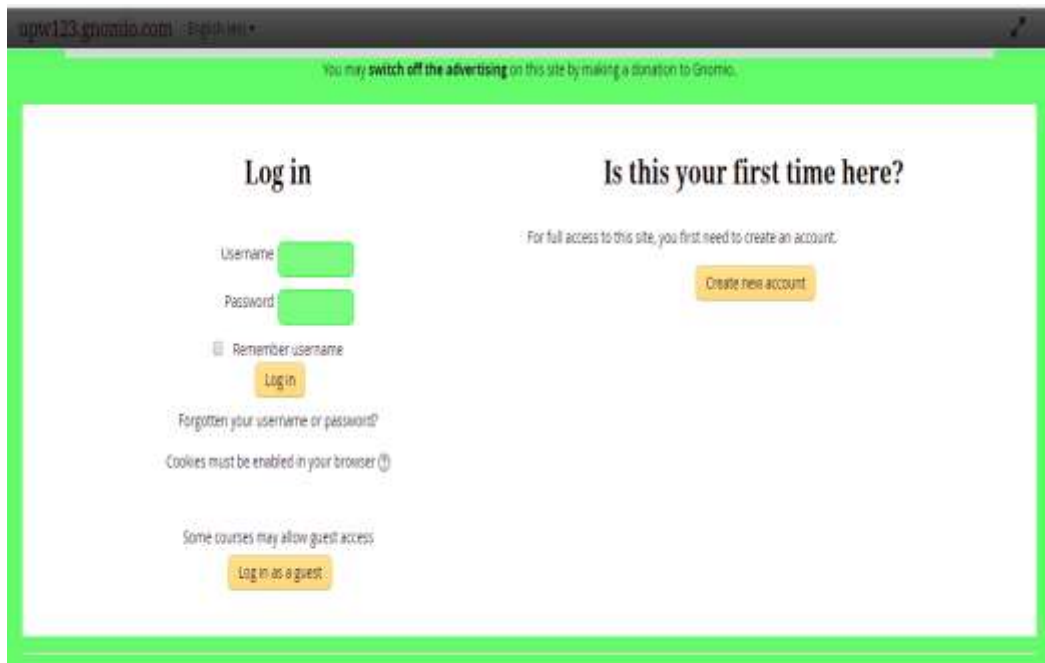 upw123.gnomio.com English (en)
You may switch off the advertising on this site by making a donation to Gnomio.
Log in
Username
Password
Remember username
Log in
Forgotten your username or password?
Cookies must be enabled in your browser
Some courses may allow guest access
Log in as a guest
Is this your first time here?
For full access to this site, you first need to create an account.
Create new account